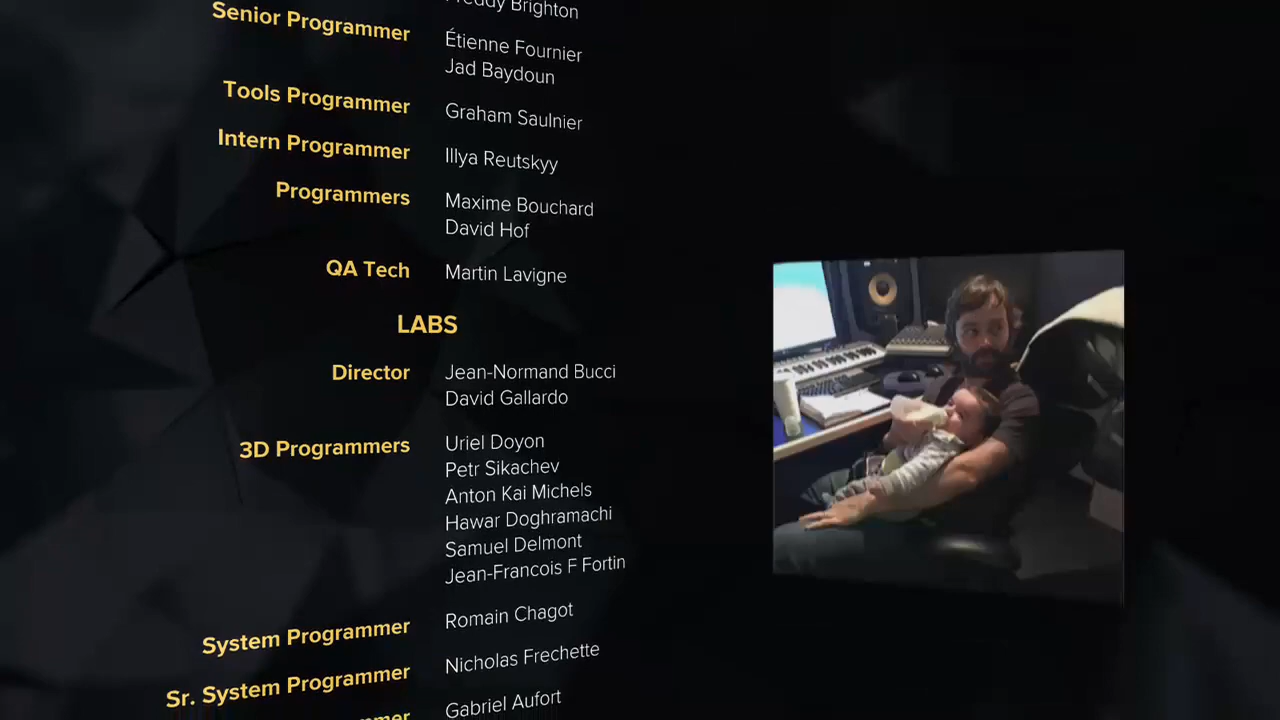 Freddy Brighton
Senior Programmer Étienne Fournier
Jad Baydoun
Tools Programmer Graham Saulnier
Intern Programmer Illya Reutskyy
Programmers Maxime Bouchard
David Hof
QA Tech Martin Lavigne
LABS
Director Jean-Normand Bucci
David Gallardo
3D Programmers Uriel Doyon
Petr Sikachev
Anton Kai Michels
Hawar Doghramachi
Samuel Delmont
Jean-Francois F Fortin
System Programmer Romain Chagot
Sr. System Programmer Nicholas Frechette
Gabriel Aufort